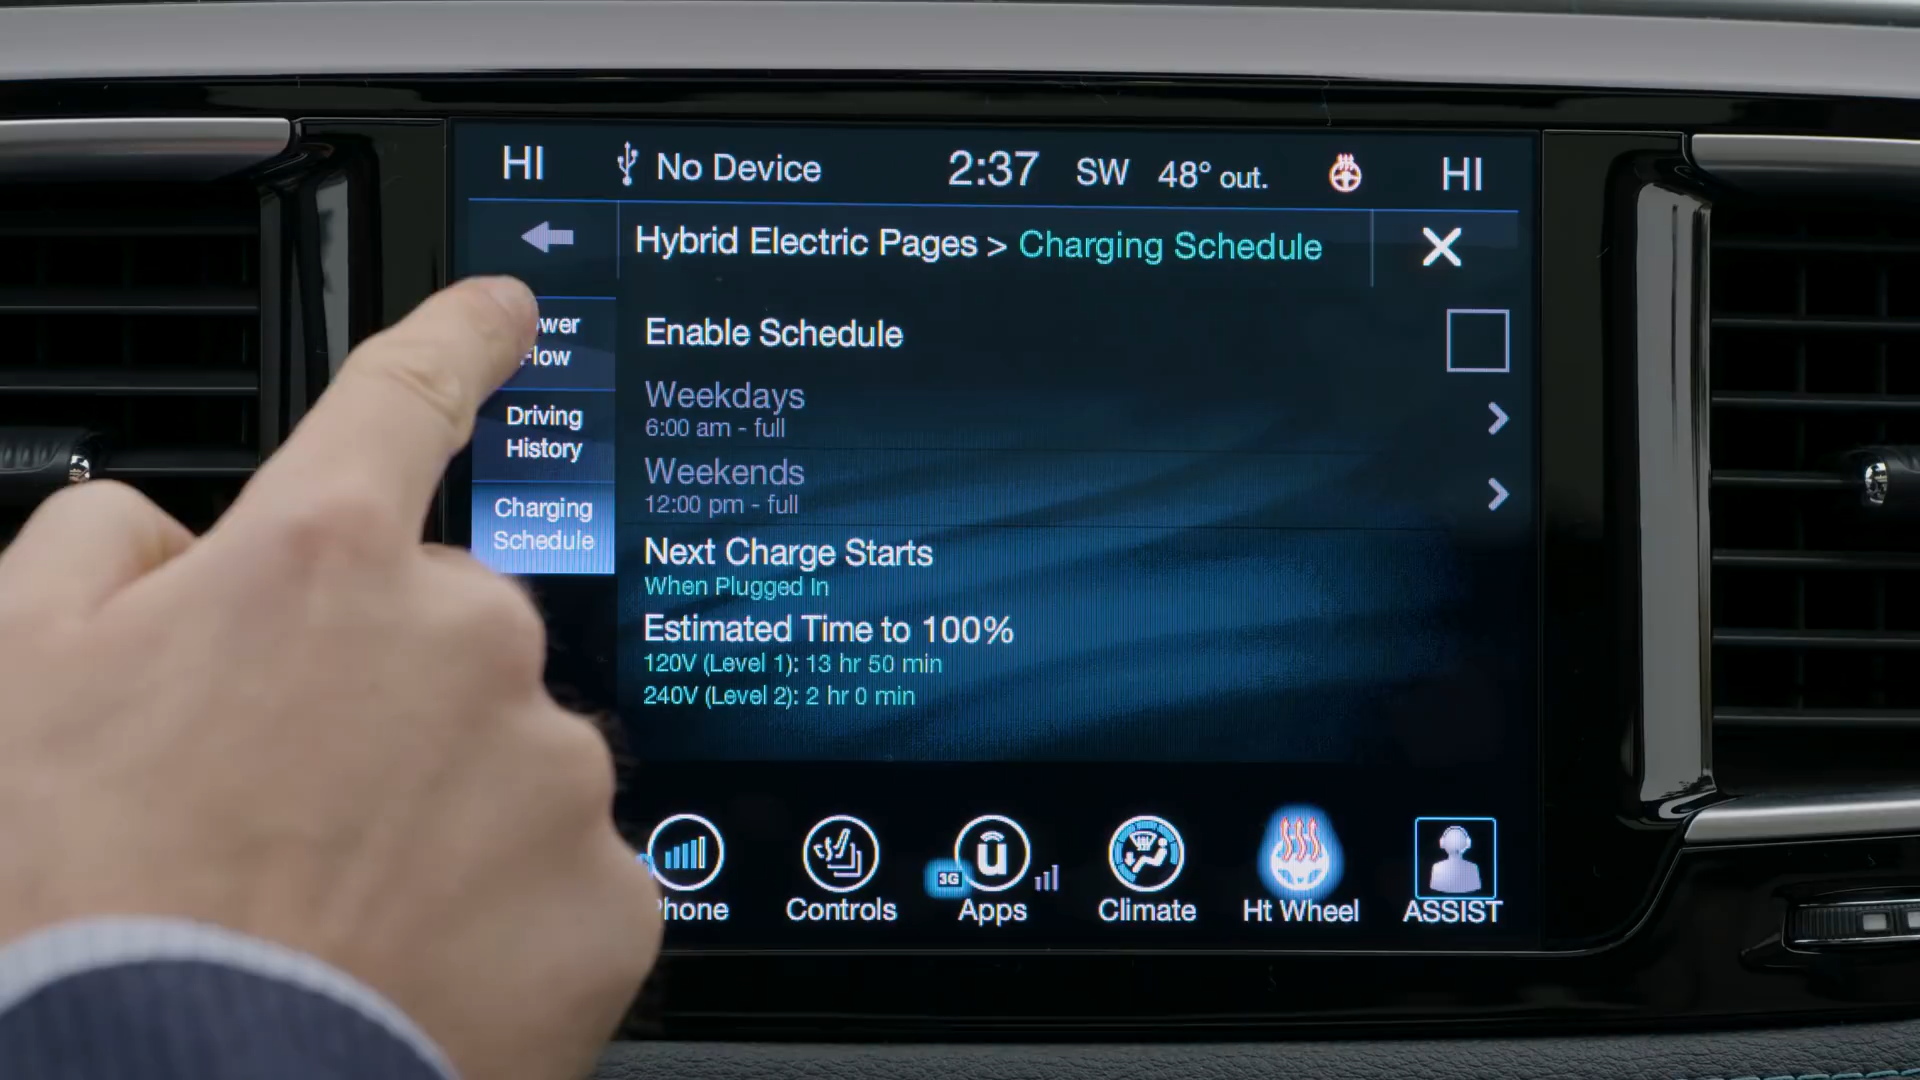 HI No Device 2:37 SW 48° out. HI
Hybrid Electric Pages > Charging Schedule
Enable Schedule
Driving
History
Charging
Schedule
Weekdays
6:00 am - full
Weekends
12:00 pm - full
Next Charge Starts
When Plugged In
Estimated Time to 100%
120V (Level 1): 13 hr 50 min
240V (Level 2): 2 hr 0 min
3G
Controls Apps Climate Ht Wheel ASSIST